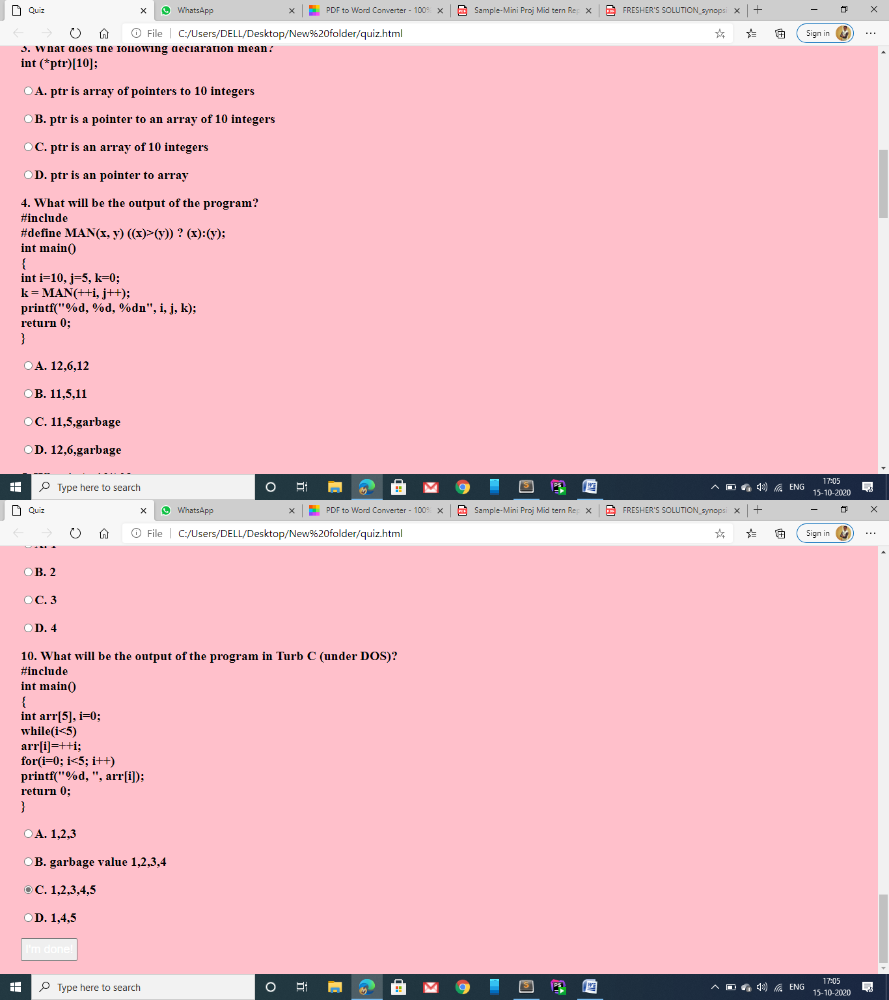 Quiz
WhatsApp
PDF to Word Converter - 100%
Sample-Mini Proj Mid tern Rep
FRESHER'S SOLUTION_synopsi
File
C:/Users/DELL/Desktop/New%20folder/quiz.html
Sign in
3. What does the following declaration mean?
int (*ptr)[10];
A. ptr is array of pointers to 10 integers
B. ptr is a pointer to an array of 10 integers
C. ptr is an array of 10 integers
D. ptr is an pointer to array
4. What will be the output of the program?
#include
#define MAN(x, y) ((x)>(y)) ? (x):(y);
int main()
{
int i=10, j=5, k=0;
k = MAN(++i, j++);
printf("%d, %d, %dn", i, j, k);
return 0;
}
A. 12,6,12
B. 11,5,11
C. 11,5,garbage
D. 12,6,garbage
Type here to search
ENG
17:05
15-10-2020
Quiz
WhatsApp
PDF to Word Converter - 100%
Sample-Mini Proj Mid tern Rep
FRESHER'S SOLUTION_synopsi
File
C:/Users/DELL/Desktop/New%20folder/quiz.html
Sign in
A. 1
B. 2
C. 3
D. 4
10. What will be the output of the program in Turb C (under DOS)?
#include
int main()
{
int arr[5], i=0;
while(i<5)
arr[i]=++i;
for(i=0; i<5; i++)
printf("%d, ", arr[i]);
return 0;
}
A. 1,2,3
B. garbage value 1,2,3,4
C. 1,2,3,4,5
D. 1,4,5
I'm done!
Type here to search
ENG
17:05
15-10-2020